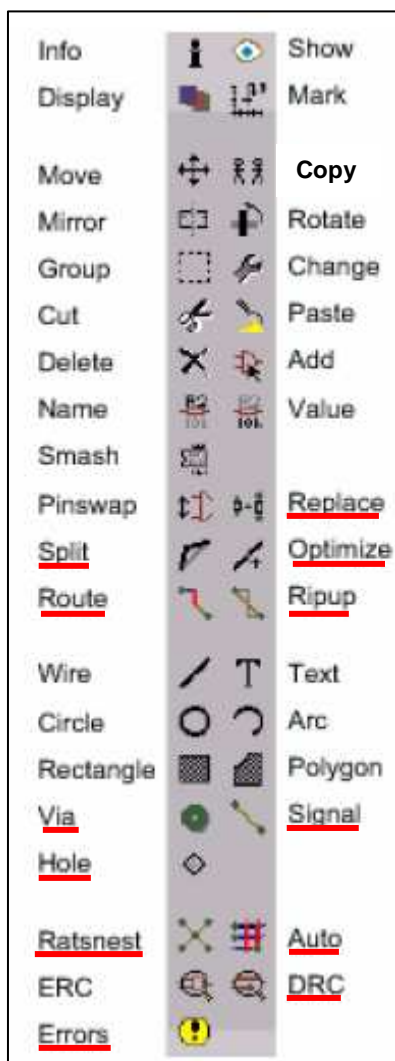 Info Show
Display Mark
Move Copy
Mirror Rotate
Group Change
Cut Paste
Delete Add
Name Value
Smash
Pinswap Replace
Split Optimize
Route Ripup
Wire Text
Circle Arc
Rectangle Polygon
Via Signal
Hole
Ratsnest Auto
ERC DRC
Errors